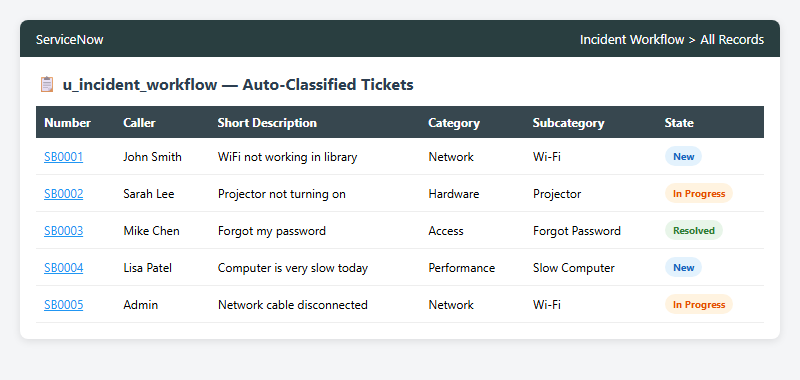 ServiceNow Incident Workflow > All Records
📋 u_incident_workflow — Auto-Classified Tickets
Number Caller Short Description Category Subcategory State
SB0001 John Smith WiFi not working in library Network Wi-Fi New
SB0002 Sarah Lee Projector not turning on Hardware Projector In Progress
SB0003 Mike Chen Forgot my password Access Forgot Password Resolved
SB0004 Lisa Patel Computer is very slow today Performance Slow Computer New
SB0005 Admin Network cable disconnected Network Wi-Fi In Progress